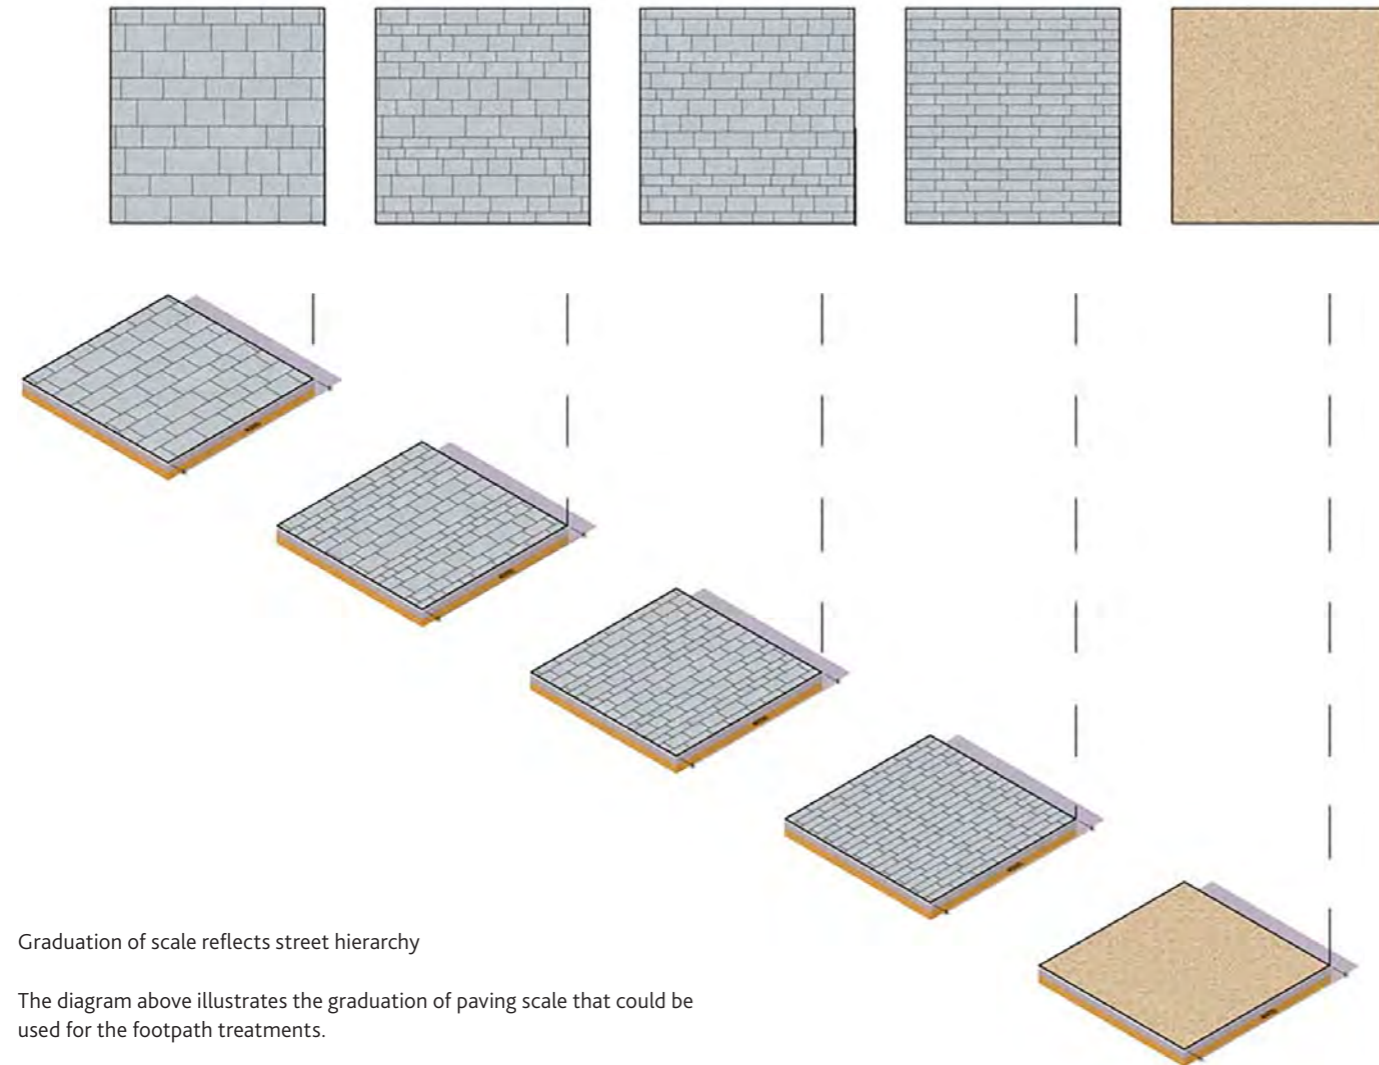 Graduation of scale reflects street hierarchy
The diagram above illustrates the graduation of paving scale that could be
used for the footpath treatments.